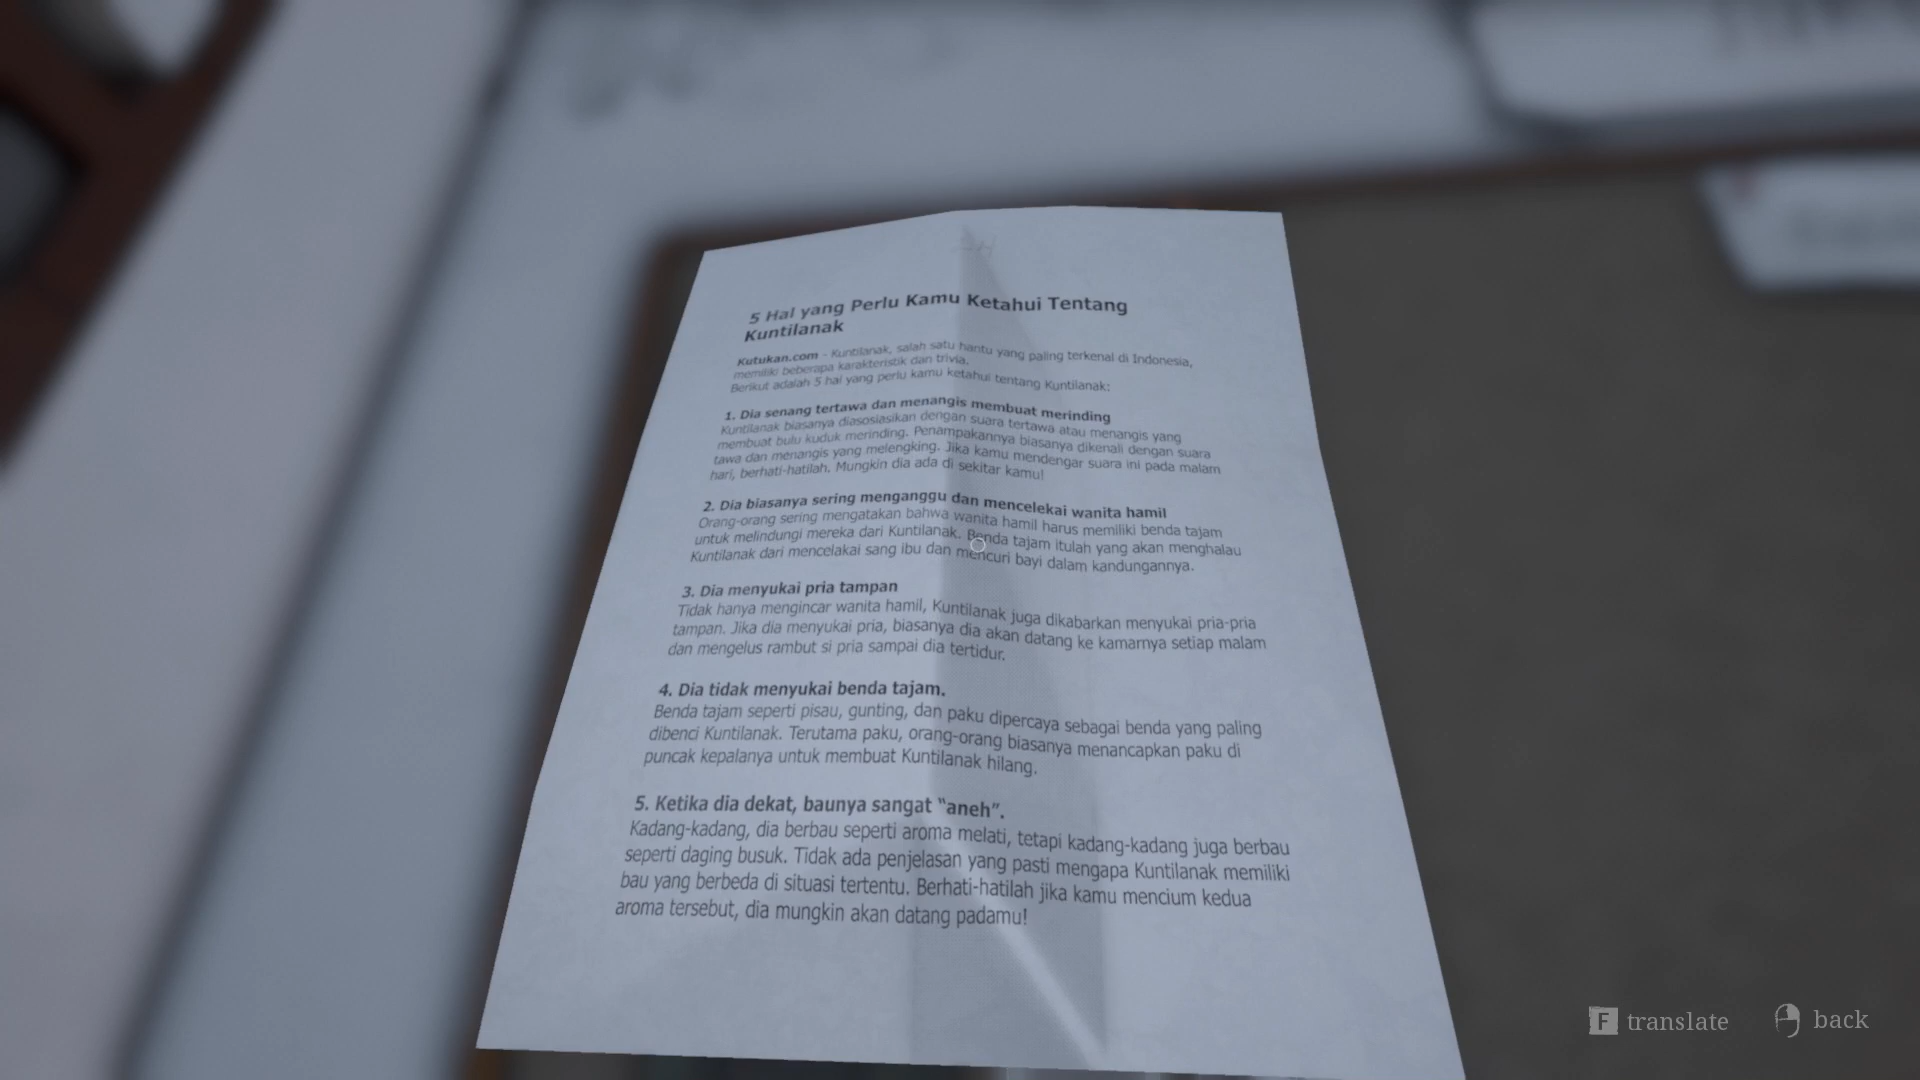 5 Hal yang Perlu Kamu Ketahui Tentang
Kuntilanak
Kutukan.com - Kuntilanak, salah satu hantu yang paling terkenal di Indonesia,
memiliki beberapa karakteristik dan trivia.
Berikut adalah 5 hal yang perlu kamu ketahui tentang Kuntilanak:
1. Dia senang tertawa dan menangis membuat merinding
Kuntilanak biasanya diasosiasikan dengan suara tertawa atau menangis yang
membuat bulu kuduk merinding. Penampakannya biasanya dikenali dengan suara
tawa dan menangis yang melengking. Jika kamu mendengar suara ini pada malam
hari, berhati-hatilah. Mungkin dia ada di sekitar kamu!
2. Dia biasanya sering menganggu dan mencelekai wanita hamil
Orang-orang sering mengatakan bahwa wanita hamil harus memiliki benda tajam
untuk melindungi mereka dari Kuntilanak. Benda tajam itulah yang akan menghalau
Kuntilanak dari mencelakai sang ibu dan mencuri bayi dalam kandungannya.
3. Dia menyukai pria tampan
Tidak hanya mengincar wanita hamil, Kuntilanak juga dikabarkan menyukai pria-pria
tampan. Jika dia menyukai pria, biasanya dia akan datang ke kamarnya setiap malam
dan mengelus rambut si pria sampai dia tertidur.
4. Dia tidak menyukai benda tajam.
Benda tajam seperti pisau, gunting, dan paku dipercaya sebagai benda yang paling
dibenci Kuntilanak. Terutama paku, orang-orang biasanya menancapkan paku di
puncak kepalanya untuk membuat Kuntilanak hilang.
5. Ketika dia dekat, baunya sangat “aneh”.
Kadang-kadang, dia berbau seperti aroma melati, tetapi kadang-kadang juga berbau
seperti daging busuk. Tidak ada penjelasan yang pasti mengapa Kuntilanak memiliki
bau yang berbeda di situasi tertentu. Berhati-hatilah jika kamu mencium kedua
aroma tersebut, dia mungkin akan datang padamu!
F translate back